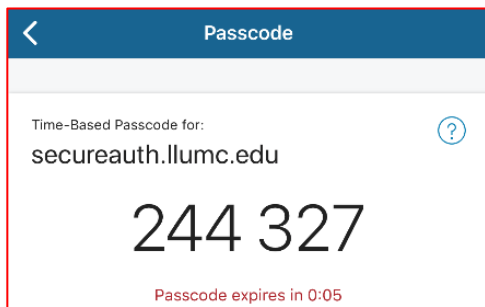 Passcode
Time-Based Passcode for:
?
secureauth.llumc.edu
244 327
Passcode expires in 0:05